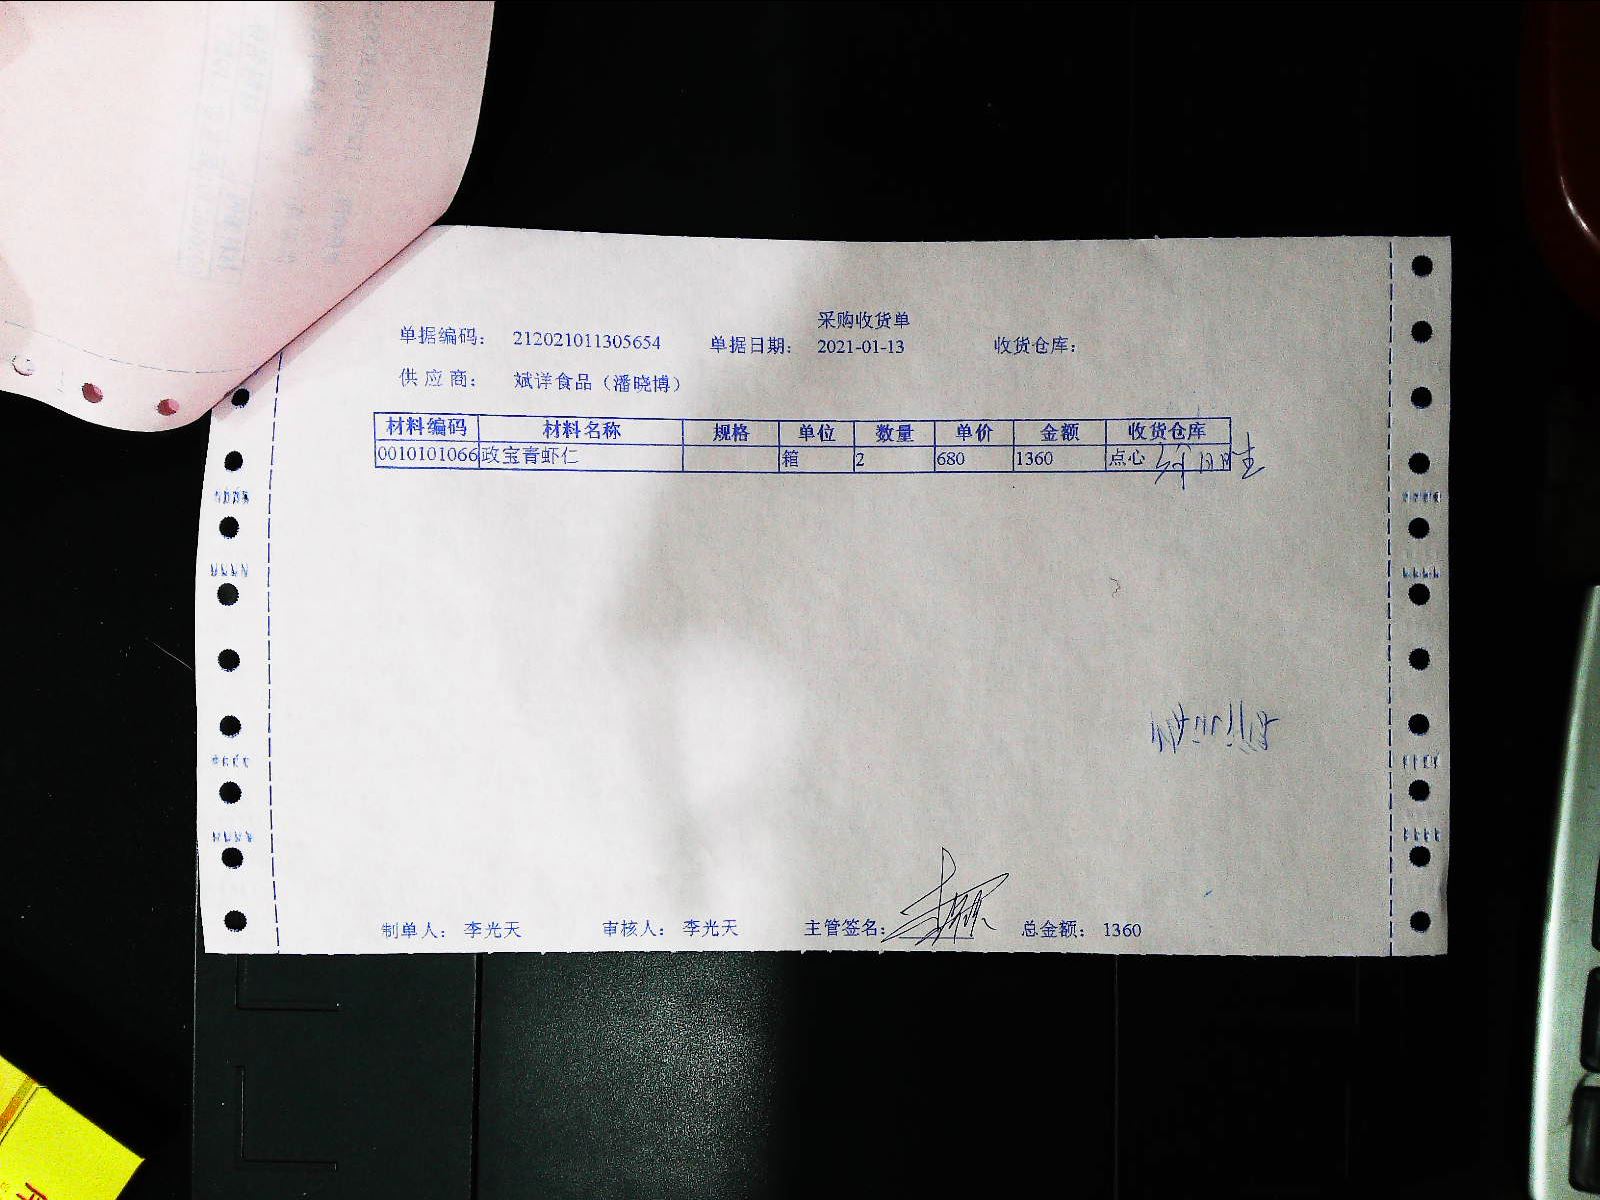 采购收货单
单据编码： 212021011305654 单据日期： 2021-01-13 收货仓库：
供应商： 斌详食品（潘晓博）
材料编码 材料名称 规格 单位 数量 单价 金额 收货仓库
0010101066 政宝青虾仁 箱 2 680 1360 点心
制单人： 李光天 审核人： 李光天 主管签名： 总金额： 1360